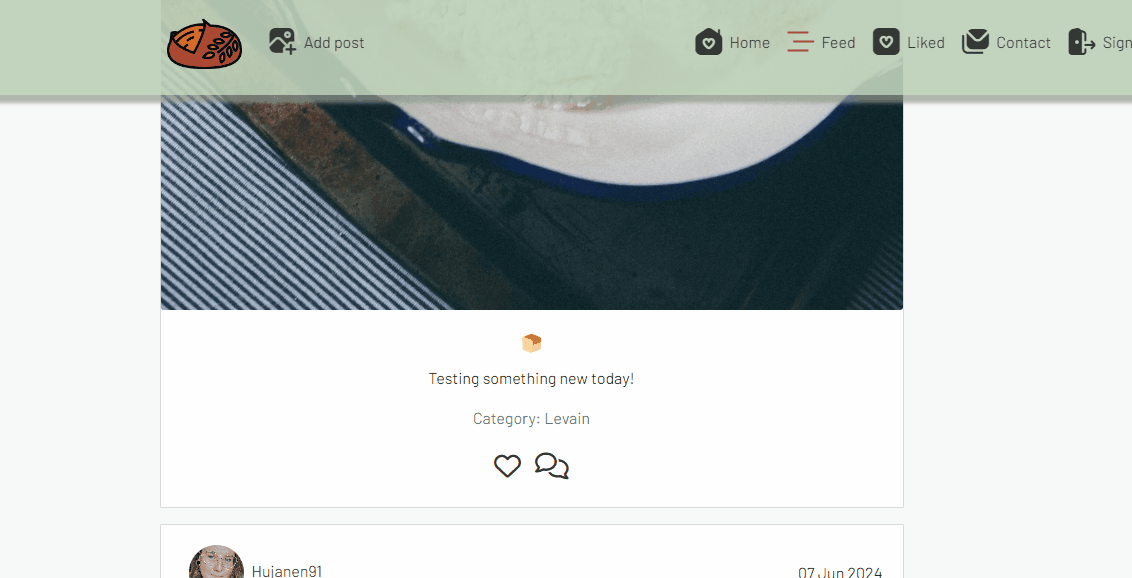 Add post
Home
Feed
Liked
Contact
Sign
Testing something new today!
Category: Levain
Hujanen91
07 Jun 2024